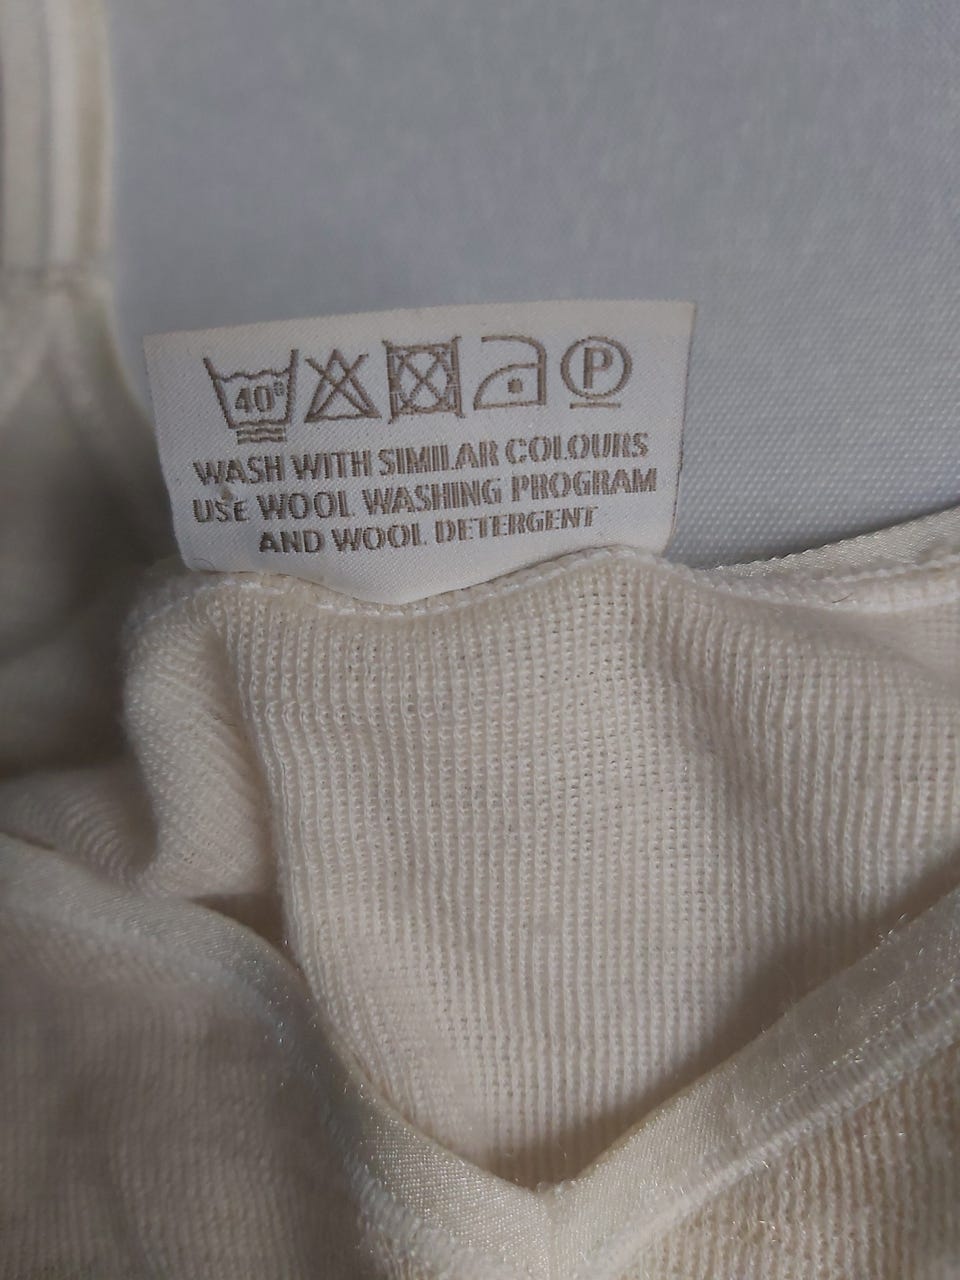 40° P
WASH WITH SIMILAR COLOURS
USE WOOL WASHING PROGRAM
AND WOOL DETERGENT